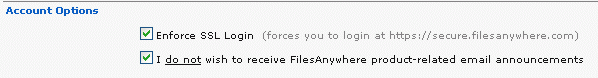 Account Options
Enforce SSL Login (forces you to login at https://secure.filesanywhere.com)
I do not wish to receive FilesAnywhere product-related email announcements